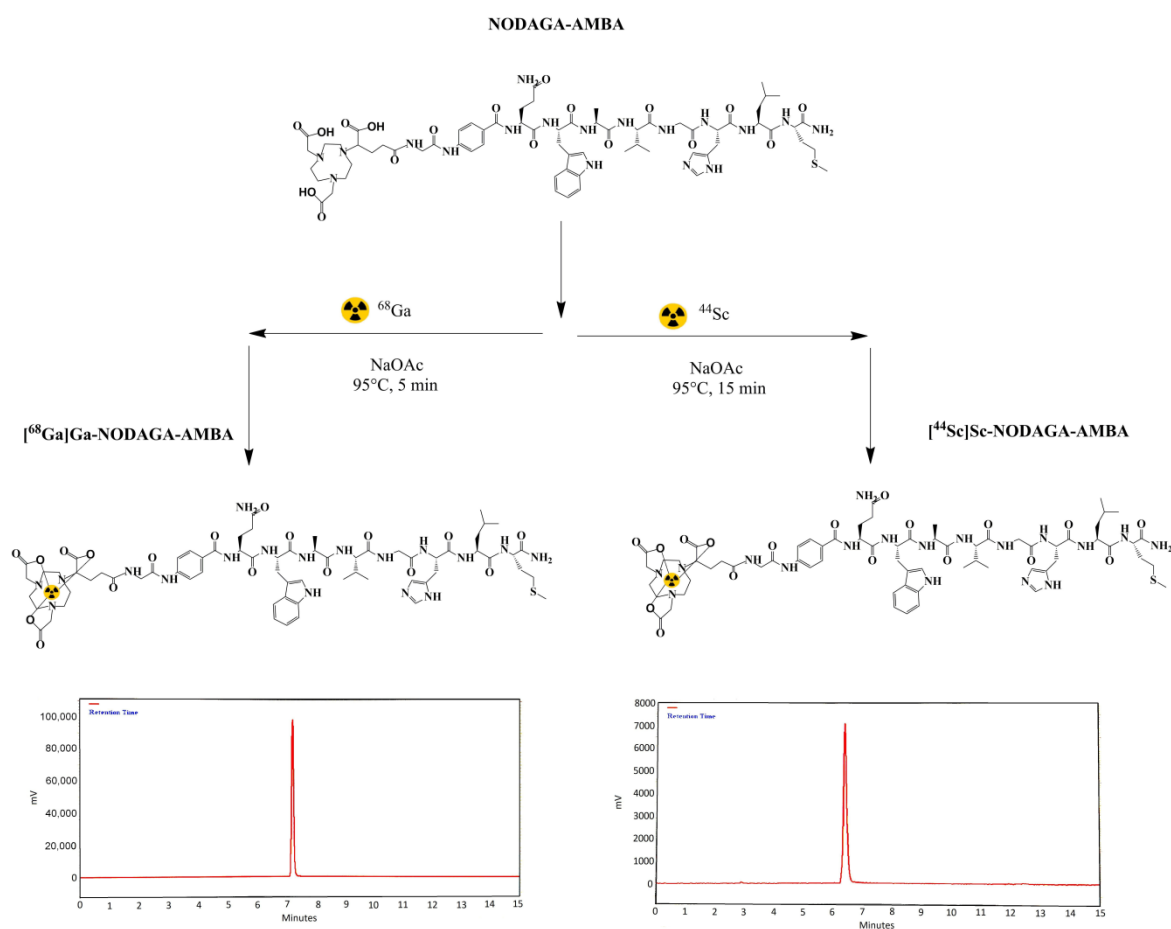 NODAGA-AMBA
NH₂O
O
OH
O
OH
O
N
N
N
HO
O
O
NH
O
NH
O
NH
O
NH
O
NH
O
NH
O
NH
O
NH
O
NH
O
NH₂
NH
N
NH
S
⁶⁸Ga
NaOAc
95°C, 5 min
⁴⁴Sc
NaOAc
95°C, 15 min
[⁶⁸Ga]Ga-NODAGA-AMBA
[⁴⁴Sc]Sc-NODAGA-AMBA
Retention Time
100,000
80,000
60,000
40,000
20,000
0
mV
0 1 2 3 4 5 6 7 8 9 10 11 12 13 14 15
Minutes
Retention Time
8000
7000
6000
5000
4000
3000
2000
1000
0
mV
0 1 2 3 4 5 6 7 8 9 10 11 12 13 14 15
Minutes